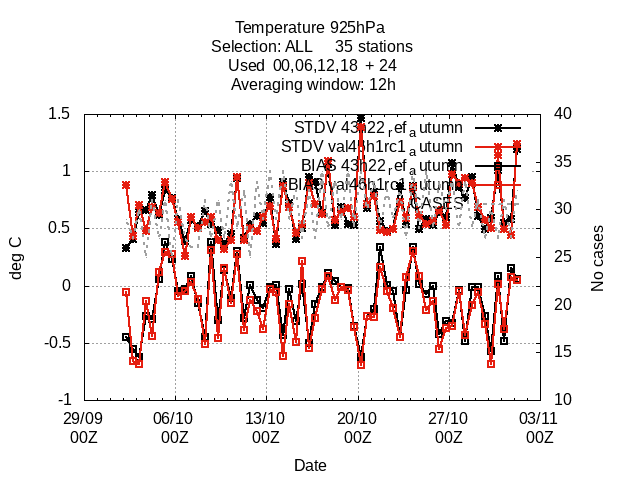 Temperature 925hPa
Selection: ALL 35 stations
Used 00,06,12,18 + 24
Averaging window: 12h
1.5
1
0.5
0
-0.5
-1
40
35
30
25
20
15
10
STDV 43h22_ref_autumn
STDV val45h1rc1_autumn
BIAS 43h22_ref_autumn
BIAS val45h1rc1_autumn
CASES
deg C
No cases
29/09 06/10 13/10 20/10 27/10 03/11
00Z 00Z 00Z 00Z 00Z 00Z
Date